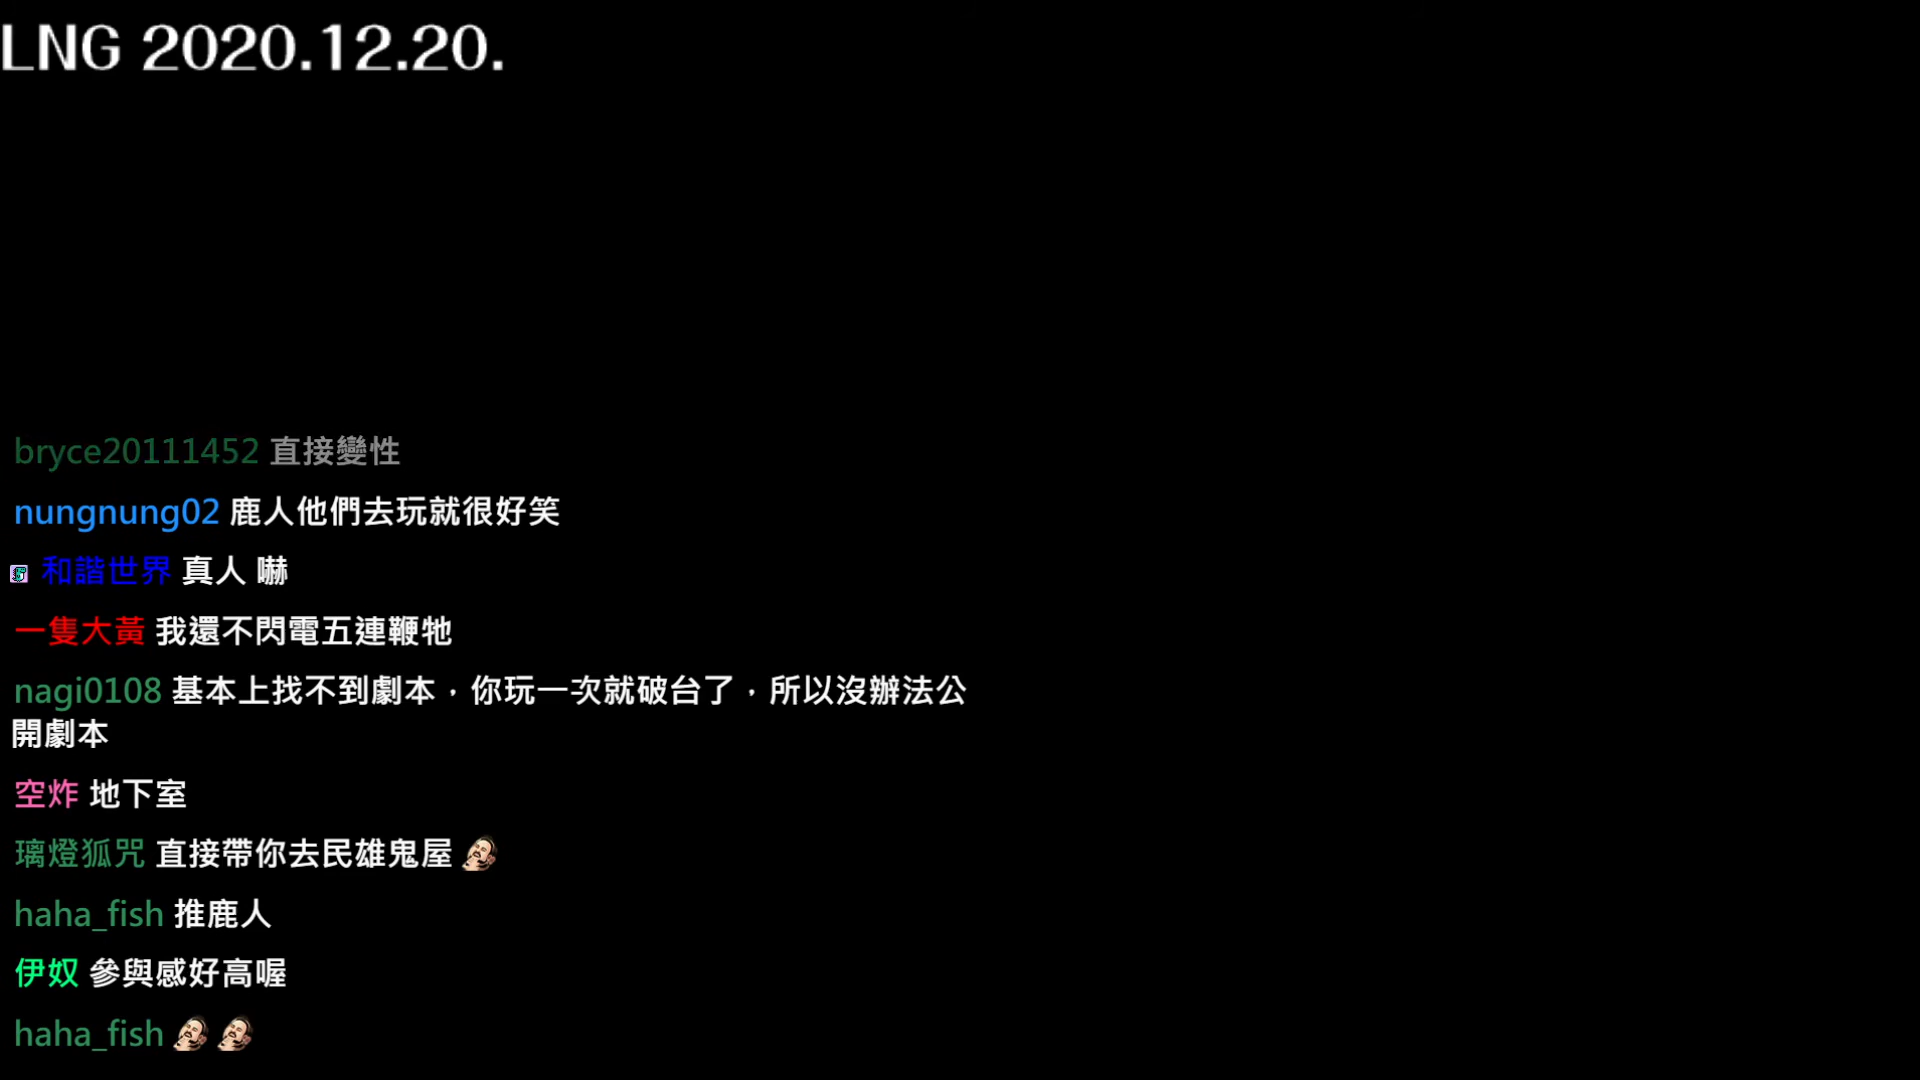 LNG 2020.12.20.
bryce20111452 直接變性
nungnung02 鹿人他們去玩就很好笑
和諧世界 真人 嚇
一隻大黃 我還不閃電五連鞭牠
nagi0108 基本上找不到劇本，你玩一次就破台了，所以沒辦法公
開劇本
空炸 地下室
璃燈狐咒 直接帶你去民雄鬼屋
haha_fish 推鹿人
伊奴 參與感好高喔
haha_fish